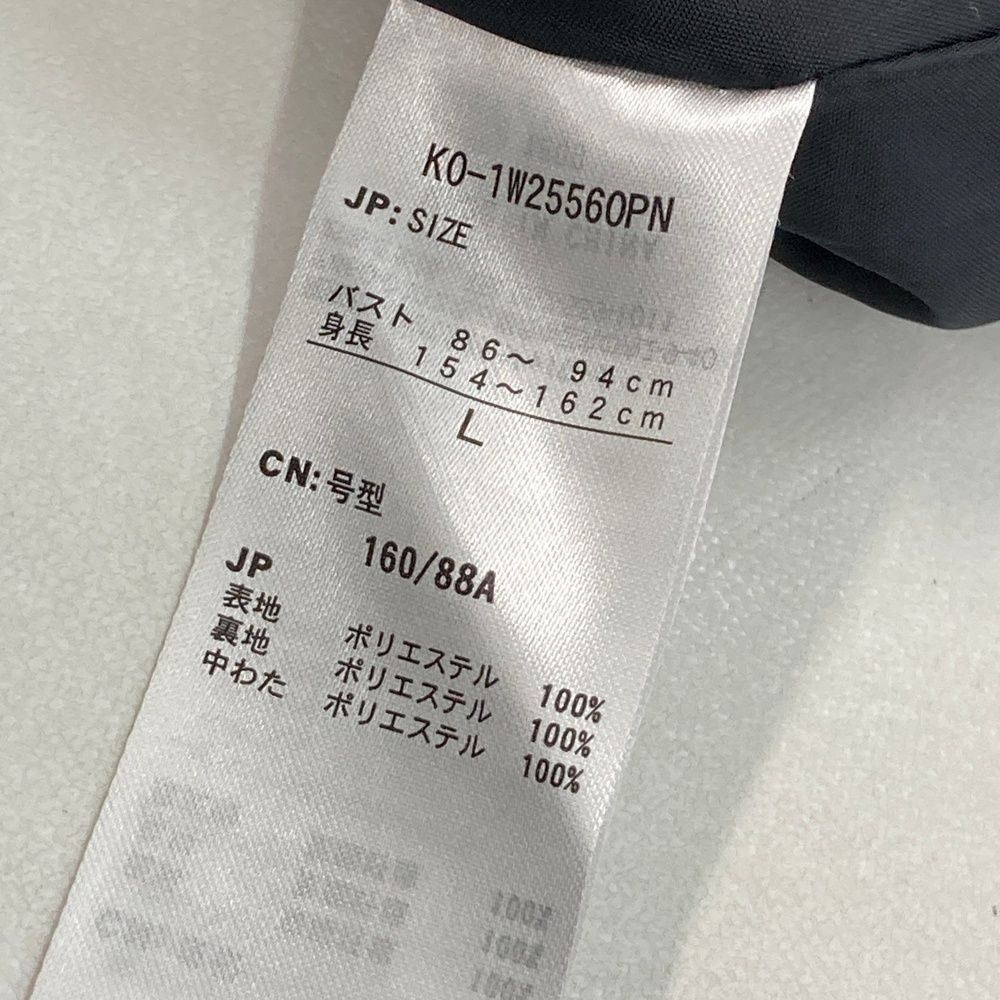 KO-1W25560PN
JP:SIZE
バスト 86～ 94cm
身長 154～162cm
L
CN:号型
160/88A
JP
表地 ポリエステル 100%
裏地 ポリエステル 100%
中わた ポリエステル 100%